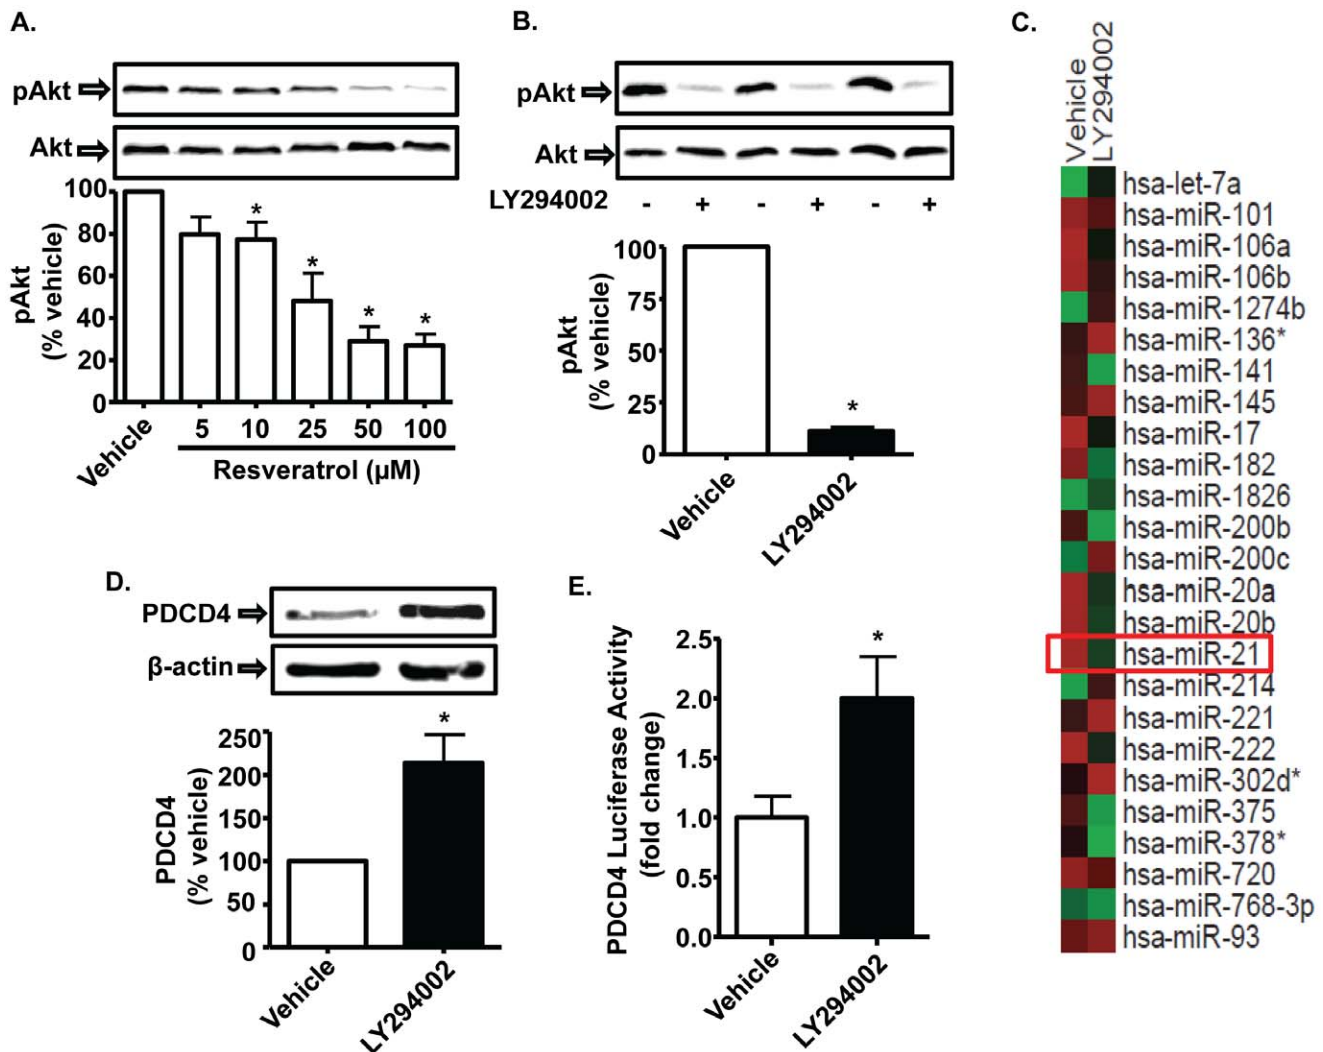 A.
pAkt
Akt
100
80
60
40
20
0
pAkt
(% vehicle)
*
*
*
*
Vehicle
5 10 25 50 100
Resveratrol (µM)
B.
pAkt
Akt
LY294002 - + - + - +
100
75
50
25
0
pAkt
(% vehicle)
*
Vehicle
LY294002
C.
Vehicle
LY294002
hsa-let-7a
hsa-miR-101
hsa-miR-106a
hsa-miR-106b
hsa-miR-1274b
hsa-miR-136*
hsa-miR-141
hsa-miR-145
hsa-miR-17
hsa-miR-182
hsa-miR-1826
hsa-miR-200b
hsa-miR-200c
hsa-miR-20a
hsa-miR-20b
hsa-miR-21
hsa-miR-214
hsa-miR-221
hsa-miR-222
hsa-miR-302d*
hsa-miR-375
hsa-miR-378*
hsa-miR-720
hsa-miR-768-3p
hsa-miR-93
D.
PDCD4
β-actin
250
200
150
100
50
0
PDCD4
(% vehicle)
*
Vehicle
LY294002
E.
2.5
2.0
1.5
1.0
0.5
0.0
PDCD4 Luciferase Activity
(fold change)
*
Vehicle
LY294002